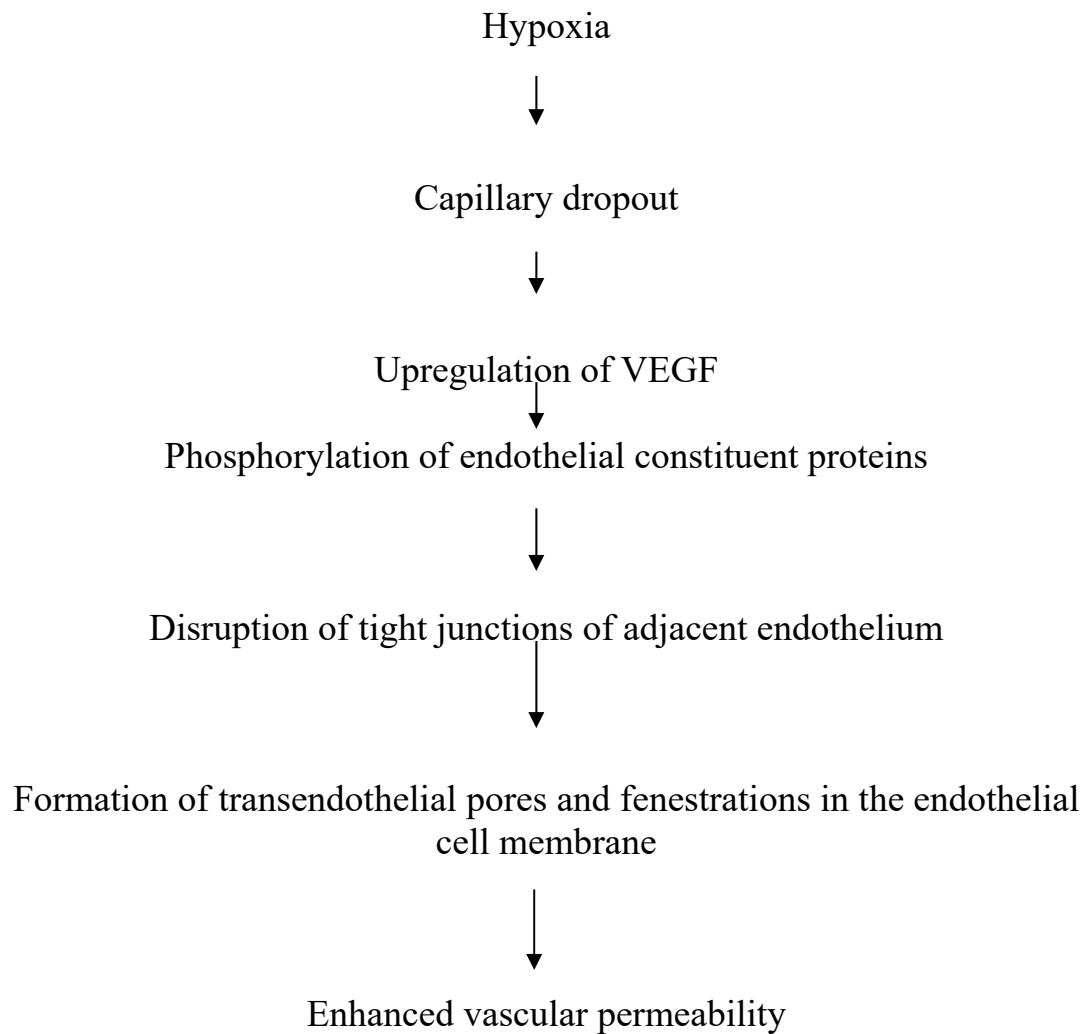 Hypoxia
Capillary dropout
Upregulation of VEGF
Phosphorylation of endothelial constituent proteins
Disruption of tight junctions of adjacent endothelium
Formation of transendothelial pores and fenestrations in the endothelial
cell membrane
Enhanced vascular permeability